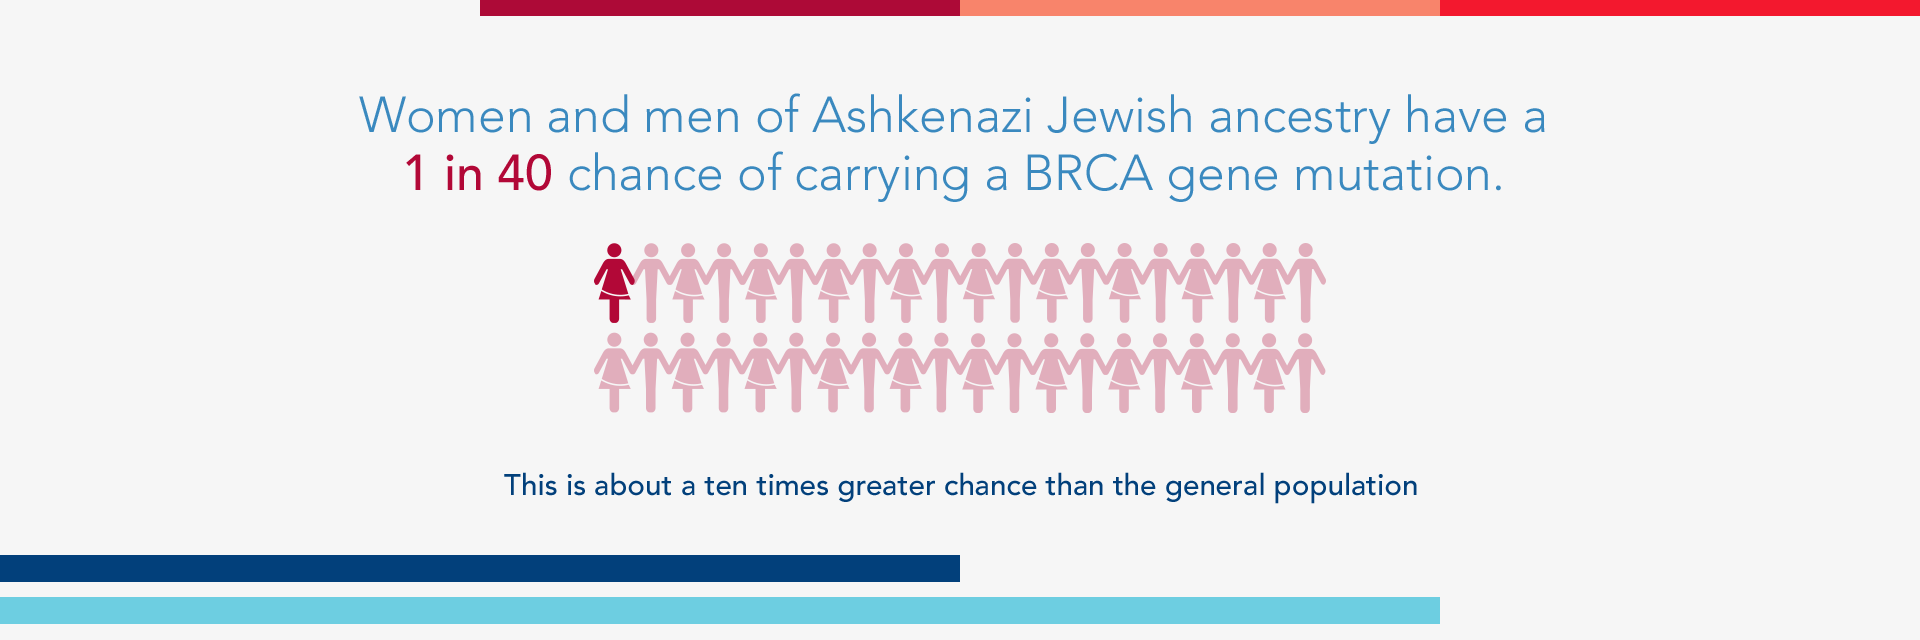 Women and men of Ashkenazi Jewish ancestry have a
1 in 40 chance of carrying a BRCA gene mutation.
This is about a ten times greater chance than the general population